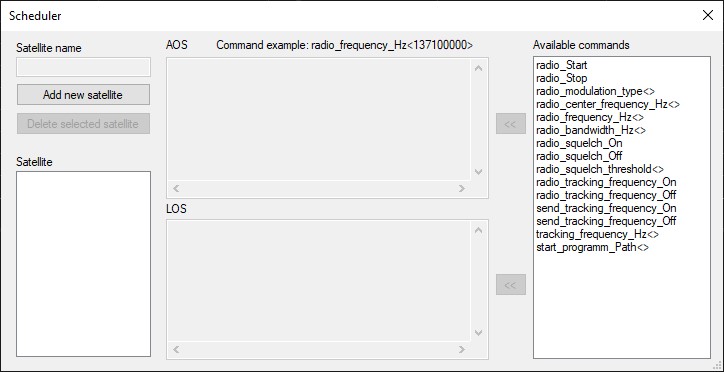 Scheduler
Satellite name
Add new satellite
Delete selected satellite
Satellite
AOS Command example: radio_frequency_Hz<137100000>
<<
LOS
<<
Available commands
radio_Start
radio_Stop
radio_modulation_type<>
radio_center_frequency_Hz<>
radio_frequency_Hz<>
radio_bandwidth_Hz<>
radio_squelch_On
radio_squelch_Off
radio_squelch_threshold<>
radio_tracking_frequency_On
radio_tracking_frequency_Off
send_tracking_frequency_On
send_tracking_frequency_Off
tracking_frequency_Hz<>
start_programm_Path<>